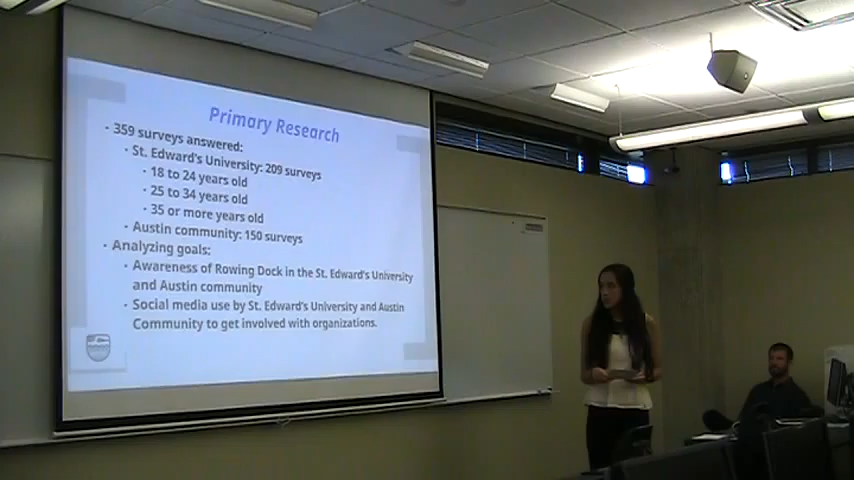 Primary Research
- 359 surveys answered:
- St. Edward's University: 209 surveys
- 18 to 24 years old
- 25 to 34 years old
- 35 or more years old
- Austin community: 150 surveys
- Analyzing goals:
- Awareness of Rowing Dock in the St. Edward's University
and Austin community
- Social media use by St. Edward's University and Austin
Community to get involved with organizations.